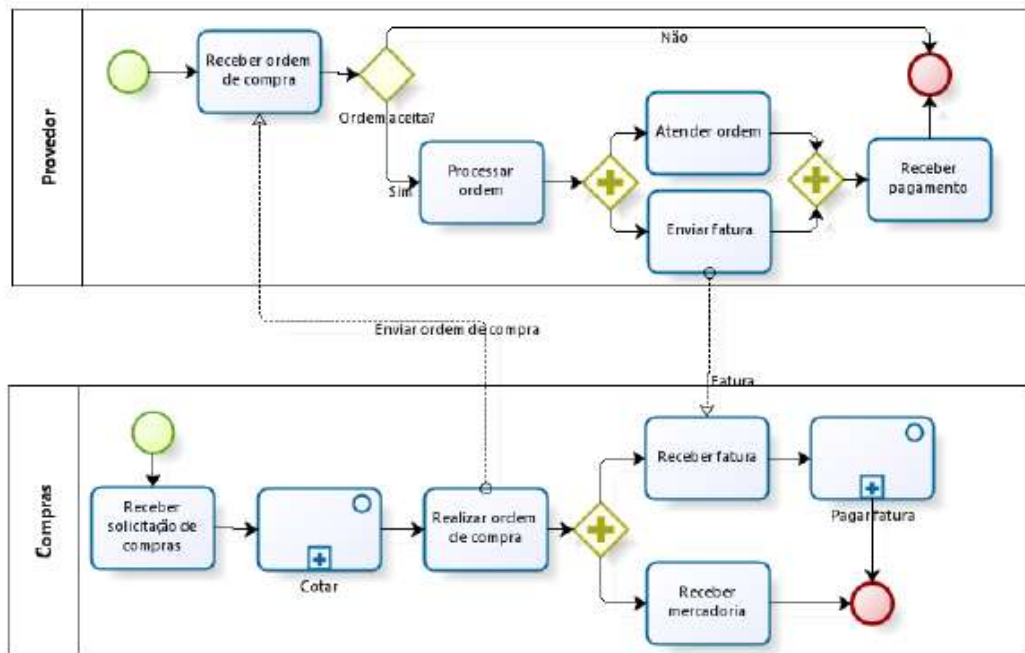 Provedor
Receber ordem
de compra
Não
Ordem aceita?
Sim
Processar
ordem
Atender ordem
Enviar fatura
Receber
pagamento
Enviar ordem de compra
Fatura
Compras
Receber
solicitação de
compras
Cotar
Realizar ordem
de compra
Receber fatura
Pagar fatura
Receber
mercadoria